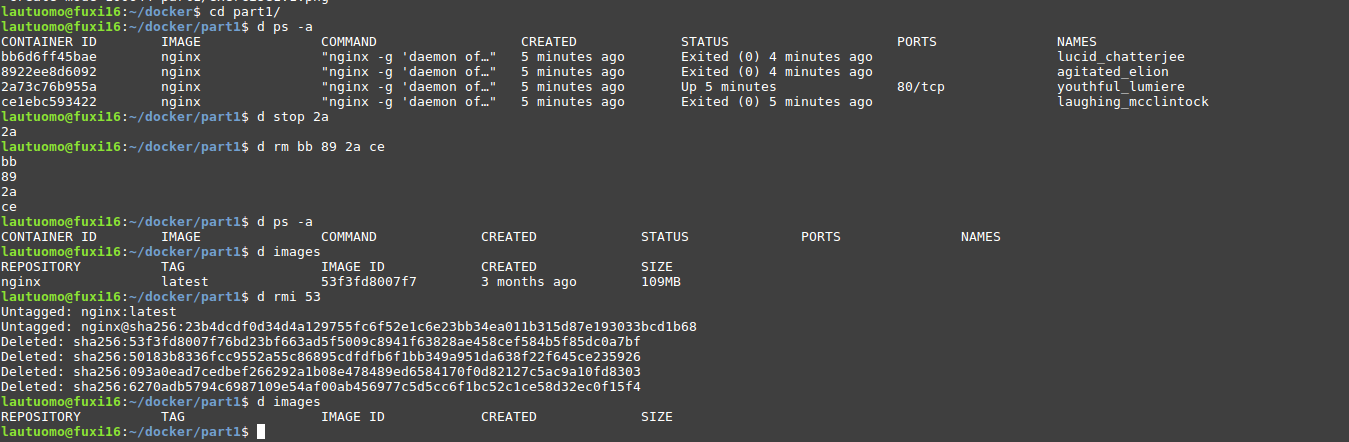 lautuomo@fuxi16:~/docker$ cd part1/
lautuomo@fuxi16:~/docker/part1$ d ps -a
CONTAINER ID        IMAGE               COMMAND                  CREATED             STATUS                     PORTS               NAMES
bb6d6ff45bae        nginx               "nginx -g 'daemon of…"   5 minutes ago       Exited (0) 4 minutes ago                       lucid_chatterjee
8922ee8d6092        nginx               "nginx -g 'daemon of…"   5 minutes ago       Exited (0) 4 minutes ago                       agitated_elion
2a73c76b955a        nginx               "nginx -g 'daemon of…"   5 minutes ago       Up 5 minutes               80/tcp              youthful_lumiere
ce1ebc593422        nginx               "nginx -g 'daemon of…"   5 minutes ago       Exited (0) 5 minutes ago                       laughing_mcclintock
lautuomo@fuxi16:~/docker/part1$ d stop 2a
2a
lautuomo@fuxi16:~/docker/part1$ d rm bb 89 2a ce
bb
89
2a
ce
lautuomo@fuxi16:~/docker/part1$ d ps -a
CONTAINER ID        IMAGE               COMMAND             CREATED             STATUS              PORTS               NAMES
lautuomo@fuxi16:~/docker/part1$ d images
REPOSITORY          TAG                 IMAGE ID            CREATED             SIZE
nginx               latest              53f3fd8007f7        3 months ago        109MB
lautuomo@fuxi16:~/docker/part1$ d rmi 53
Untagged: nginx:latest
Untagged: nginx@sha256:23b4dcdf0d34d4a129755fc6f52e1c6e23bb34ea011b315d87e193033bcd1b68
Deleted: sha256:53f3fd8007f76bd23bf663ad5f5009c8941f63828ae458cef584b5f85dc0a7bf
Deleted: sha256:50183b8336fcc9552a55c86895cdfdfb6f1bb349a951da638f22f645ce235926
Deleted: sha256:093a0ead7cedbef266292a1b08e478489ed6584170f0d82127c5ac9a10fd8303
Deleted: sha256:6270adb5794c6987109e54af00ab456977c5d5cc6f1bc52c1ce58d32ec0f15f4
lautuomo@fuxi16:~/docker/part1$ d images
REPOSITORY          TAG                 IMAGE ID            CREATED             SIZE
lautuomo@fuxi16:~/docker/part1$